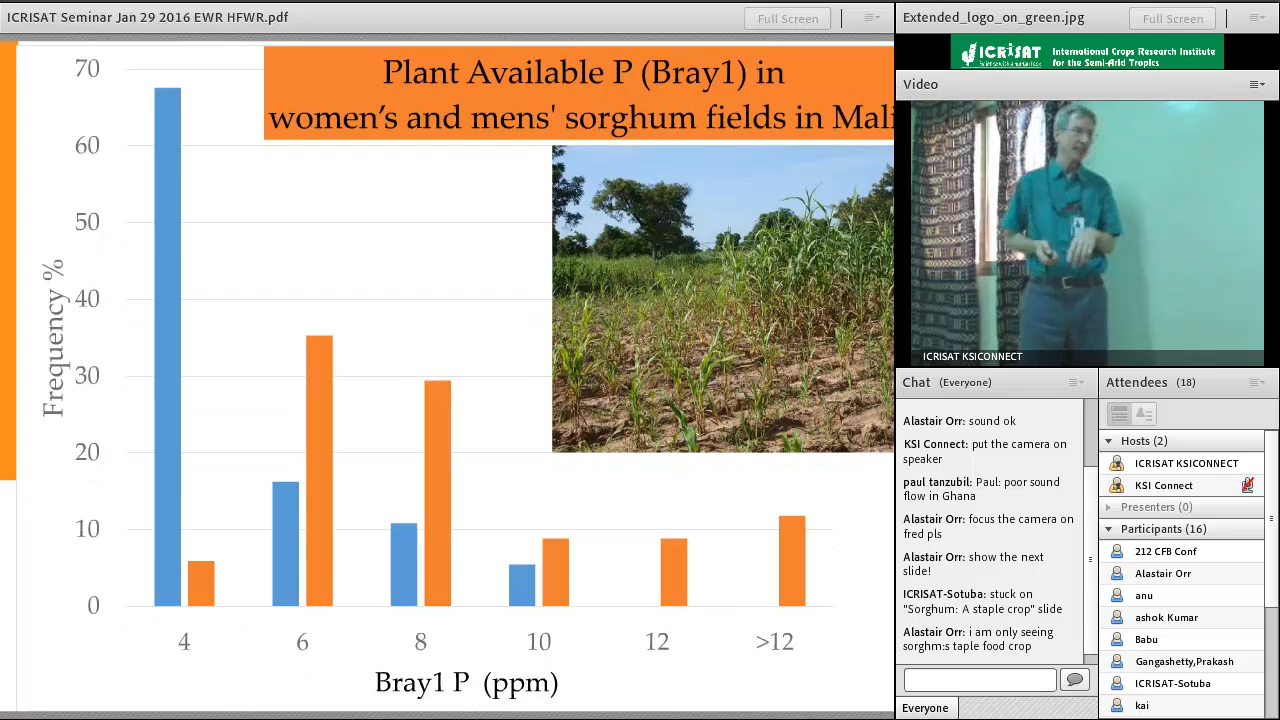 ICRISAT Seminar Jan 29 2016 EWR HFWR.pdf
Full Screen
Plant Available P (Bray1) in
women's and mens' sorghum fields in Mali
Frequency %
70
60
50
40
30
20
10
0
4 6 8 10 12 >12
Bray1 P (ppm)
Extended_logo_on_green.jpg
Full Screen
ICRISAT
International Crops Research Institute
for the Semi-Arid Tropics
Video
ICRISAT KSICONNECT
Chat (Everyone)
Alastair Orr: sound ok
KSI Connect: put the camera on
speaker
paul tanzubil: Paul: poor sound
flow in Ghana
Alastair Orr: focus the camera on
fred pls
Alastair Orr: show the next
slide!
ICRISAT-Sotuba: stuck on
"Sorghum: A staple crop" slide
Alastair Orr: i am only seeing
sorghm:s taple food crop
Everyone
Attendees (18)
Hosts (2)
ICRISAT KSICONNECT
KSI Connect
Presenters (0)
Participants (16)
212 CFB Conf
Alastair Orr
anu
ashok Kumar
Babu
Gangashetty,Prakash
ICRISAT-Sotuba
kai